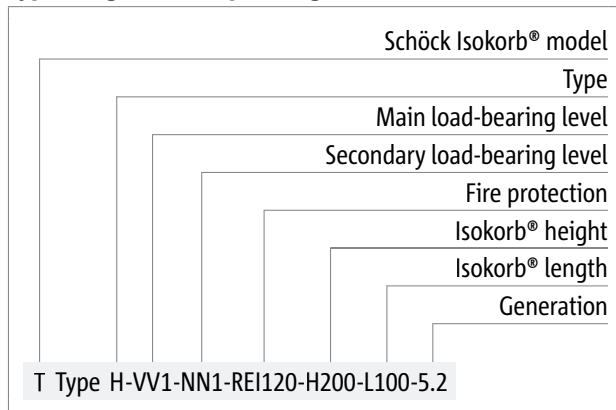 Schöck Isokorb® model
Type
Main load-bearing level
Secondary load-bearing level
Fire protection
Isokorb® height
Isokorb® length
Generation
T Type H-VV1-NN1-REI120-H200-L100-5.2